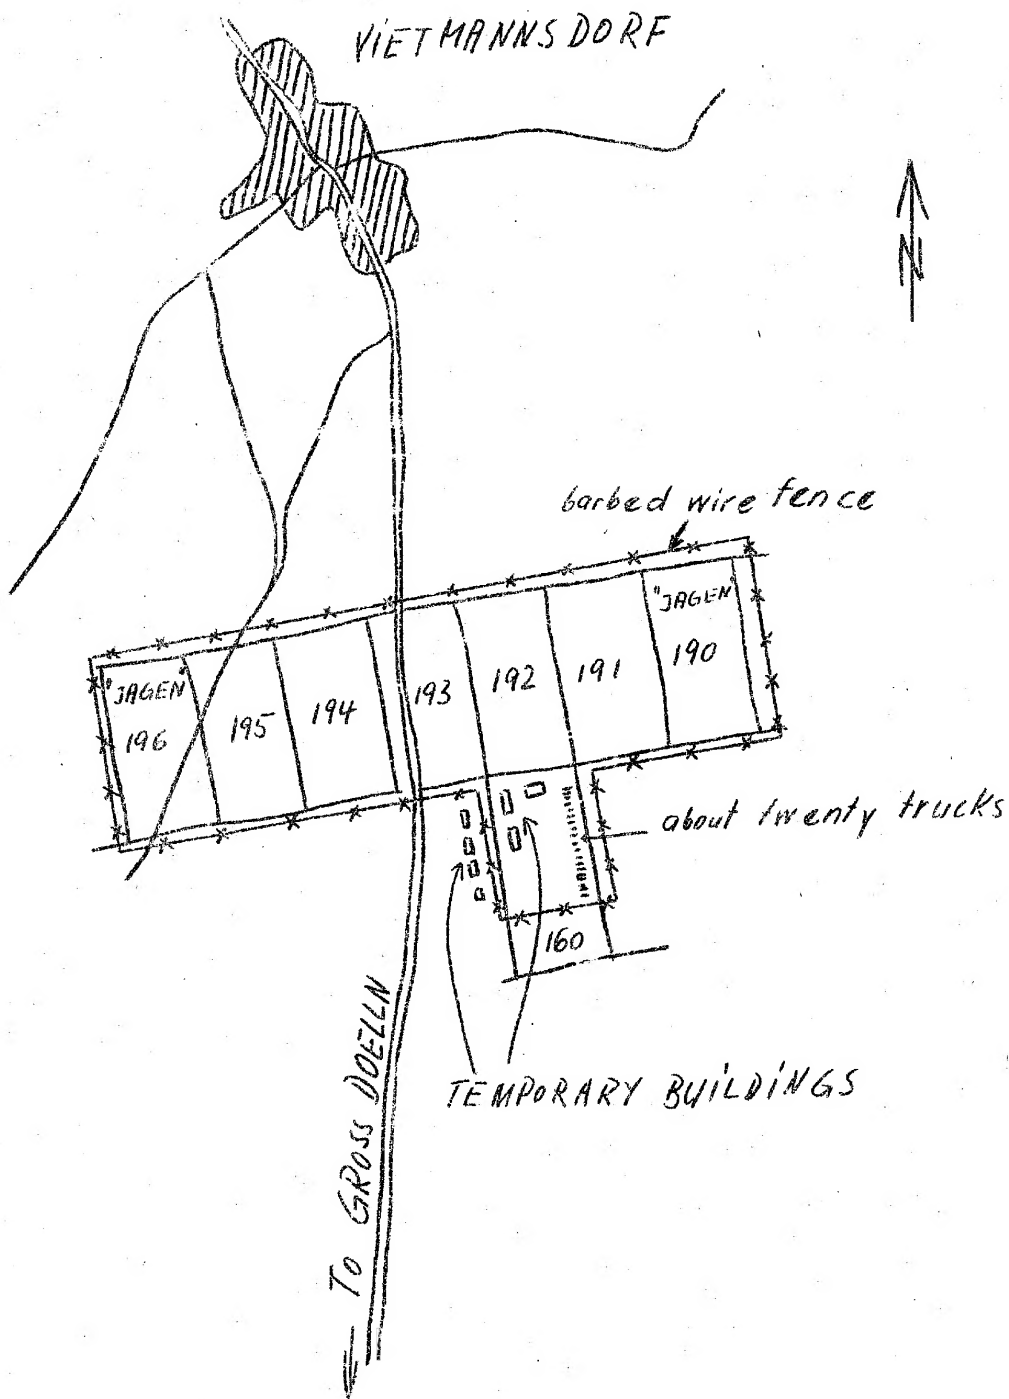 VIETMANNSDORF
N
barbed wire fence
"JAGEN"
190
191
192
193
194
195
"JAGEN"
196
about twenty trucks
160
TEMPORARY BUILDINGS
TO GROSS DOELLN